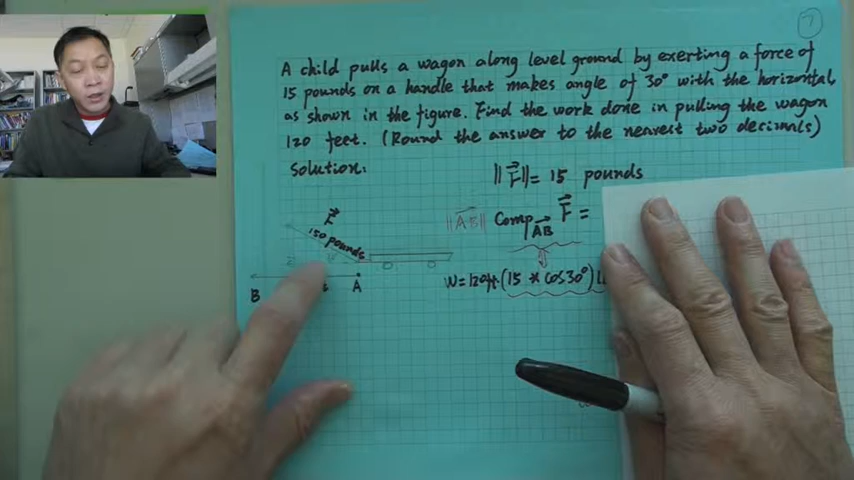 7
A child pulls a wagon along level ground by exerting a force of
15 pounds on a handle that makes angle of 30° with the horizontal,
as shown in the figure. Find the work done in pulling the wagon
120 feet. (Round the answer to the nearest two decimals)
Solution:
||F⃗|| = 15 pounds
||AB⃗|| Comp_AB⃗ F⃗ =
F⃗
150 pounds
B A
W = 120ft (15 * Cos30°)